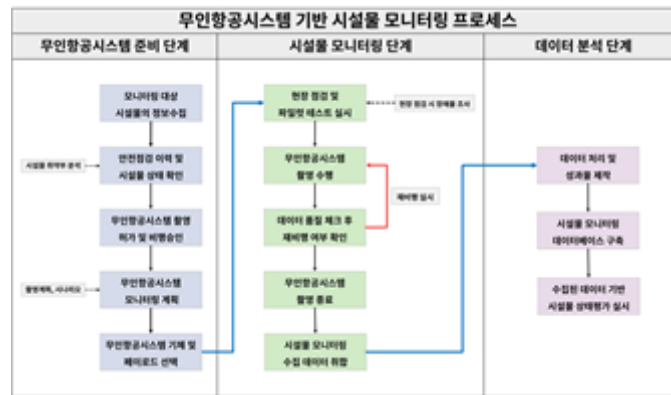 무인항공시스템 기반 시설물 모니터링 프로세스
무인항공시스템 준비 단계
모니터링 대상
시설물의 정보수집
안전점검 이력 및
시설물 상태 확인
시설물 취약부 분석
무인항공시스템 촬영
허가 및 비행승인
무인항공시스템
모니터링 계획
촬영계획, 시나리오
무인항공시스템 기체 및
페이로드 선택
시설물 모니터링 단계
현장 점검 및
파일럿 테스트 실시
현장 점검 시 장애물 조사
무인항공시스템
촬영 수행
재비행 실시
데이터 품질 체크 후
재비행 여부 확인
무인항공시스템
촬영 종료
시설물 모니터링
수집 데이터 취합
데이터 분석 단계
데이터 처리 및
성과물 제작
시설물 모니터링
데이터베이스 구축
수집된 데이터 기반
시설물 상태평가 실시